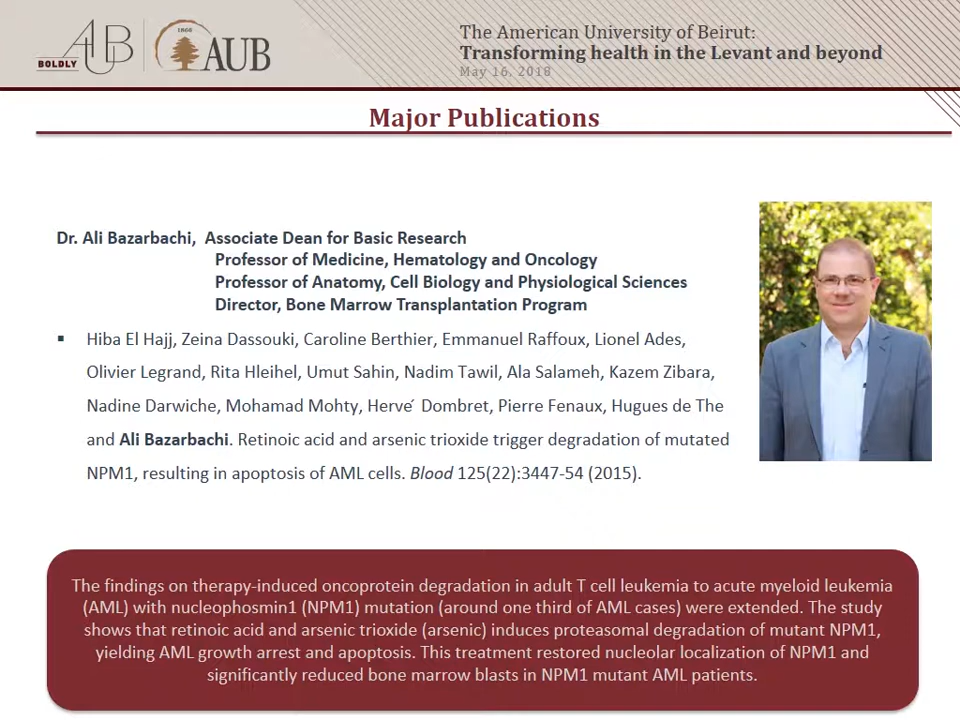 AUB
BOLDLY
1866
AUB
The American University of Beirut:
Transforming health in the Levant and beyond
May 16, 2018
Major Publications
Dr. Ali Bazarbachi, Associate Dean for Basic Research
Professor of Medicine, Hematology and Oncology
Professor of Anatomy, Cell Biology and Physiological Sciences
Director, Bone Marrow Transplantation Program
▪ Hiba El Hajj, Zeina Dassouki, Caroline Berthier, Emmanuel Raffoux, Lionel Ades,
Olivier Legrand, Rita Hleihel, Umut Sahin, Nadim Tawil, Ala Salameh, Kazem Zibara,
Nadine Darwiche, Mohamad Mohty, Herve´ Dombret, Pierre Fenaux, Hugues de The
and Ali Bazarbachi. Retinoic acid and arsenic trioxide trigger degradation of mutated
NPM1, resulting in apoptosis of AML cells. Blood 125(22):3447-54 (2015).
The findings on therapy-induced oncoprotein degradation in adult T cell leukemia to acute myeloid leukemia
(AML) with nucleophosmin1 (NPM1) mutation (around one third of AML cases) were extended. The study
shows that retinoic acid and arsenic trioxide (arsenic) induces proteasomal degradation of mutant NPM1,
yielding AML growth arrest and apoptosis. This treatment restored nucleolar localization of NPM1 and
significantly reduced bone marrow blasts in NPM1 mutant AML patients.